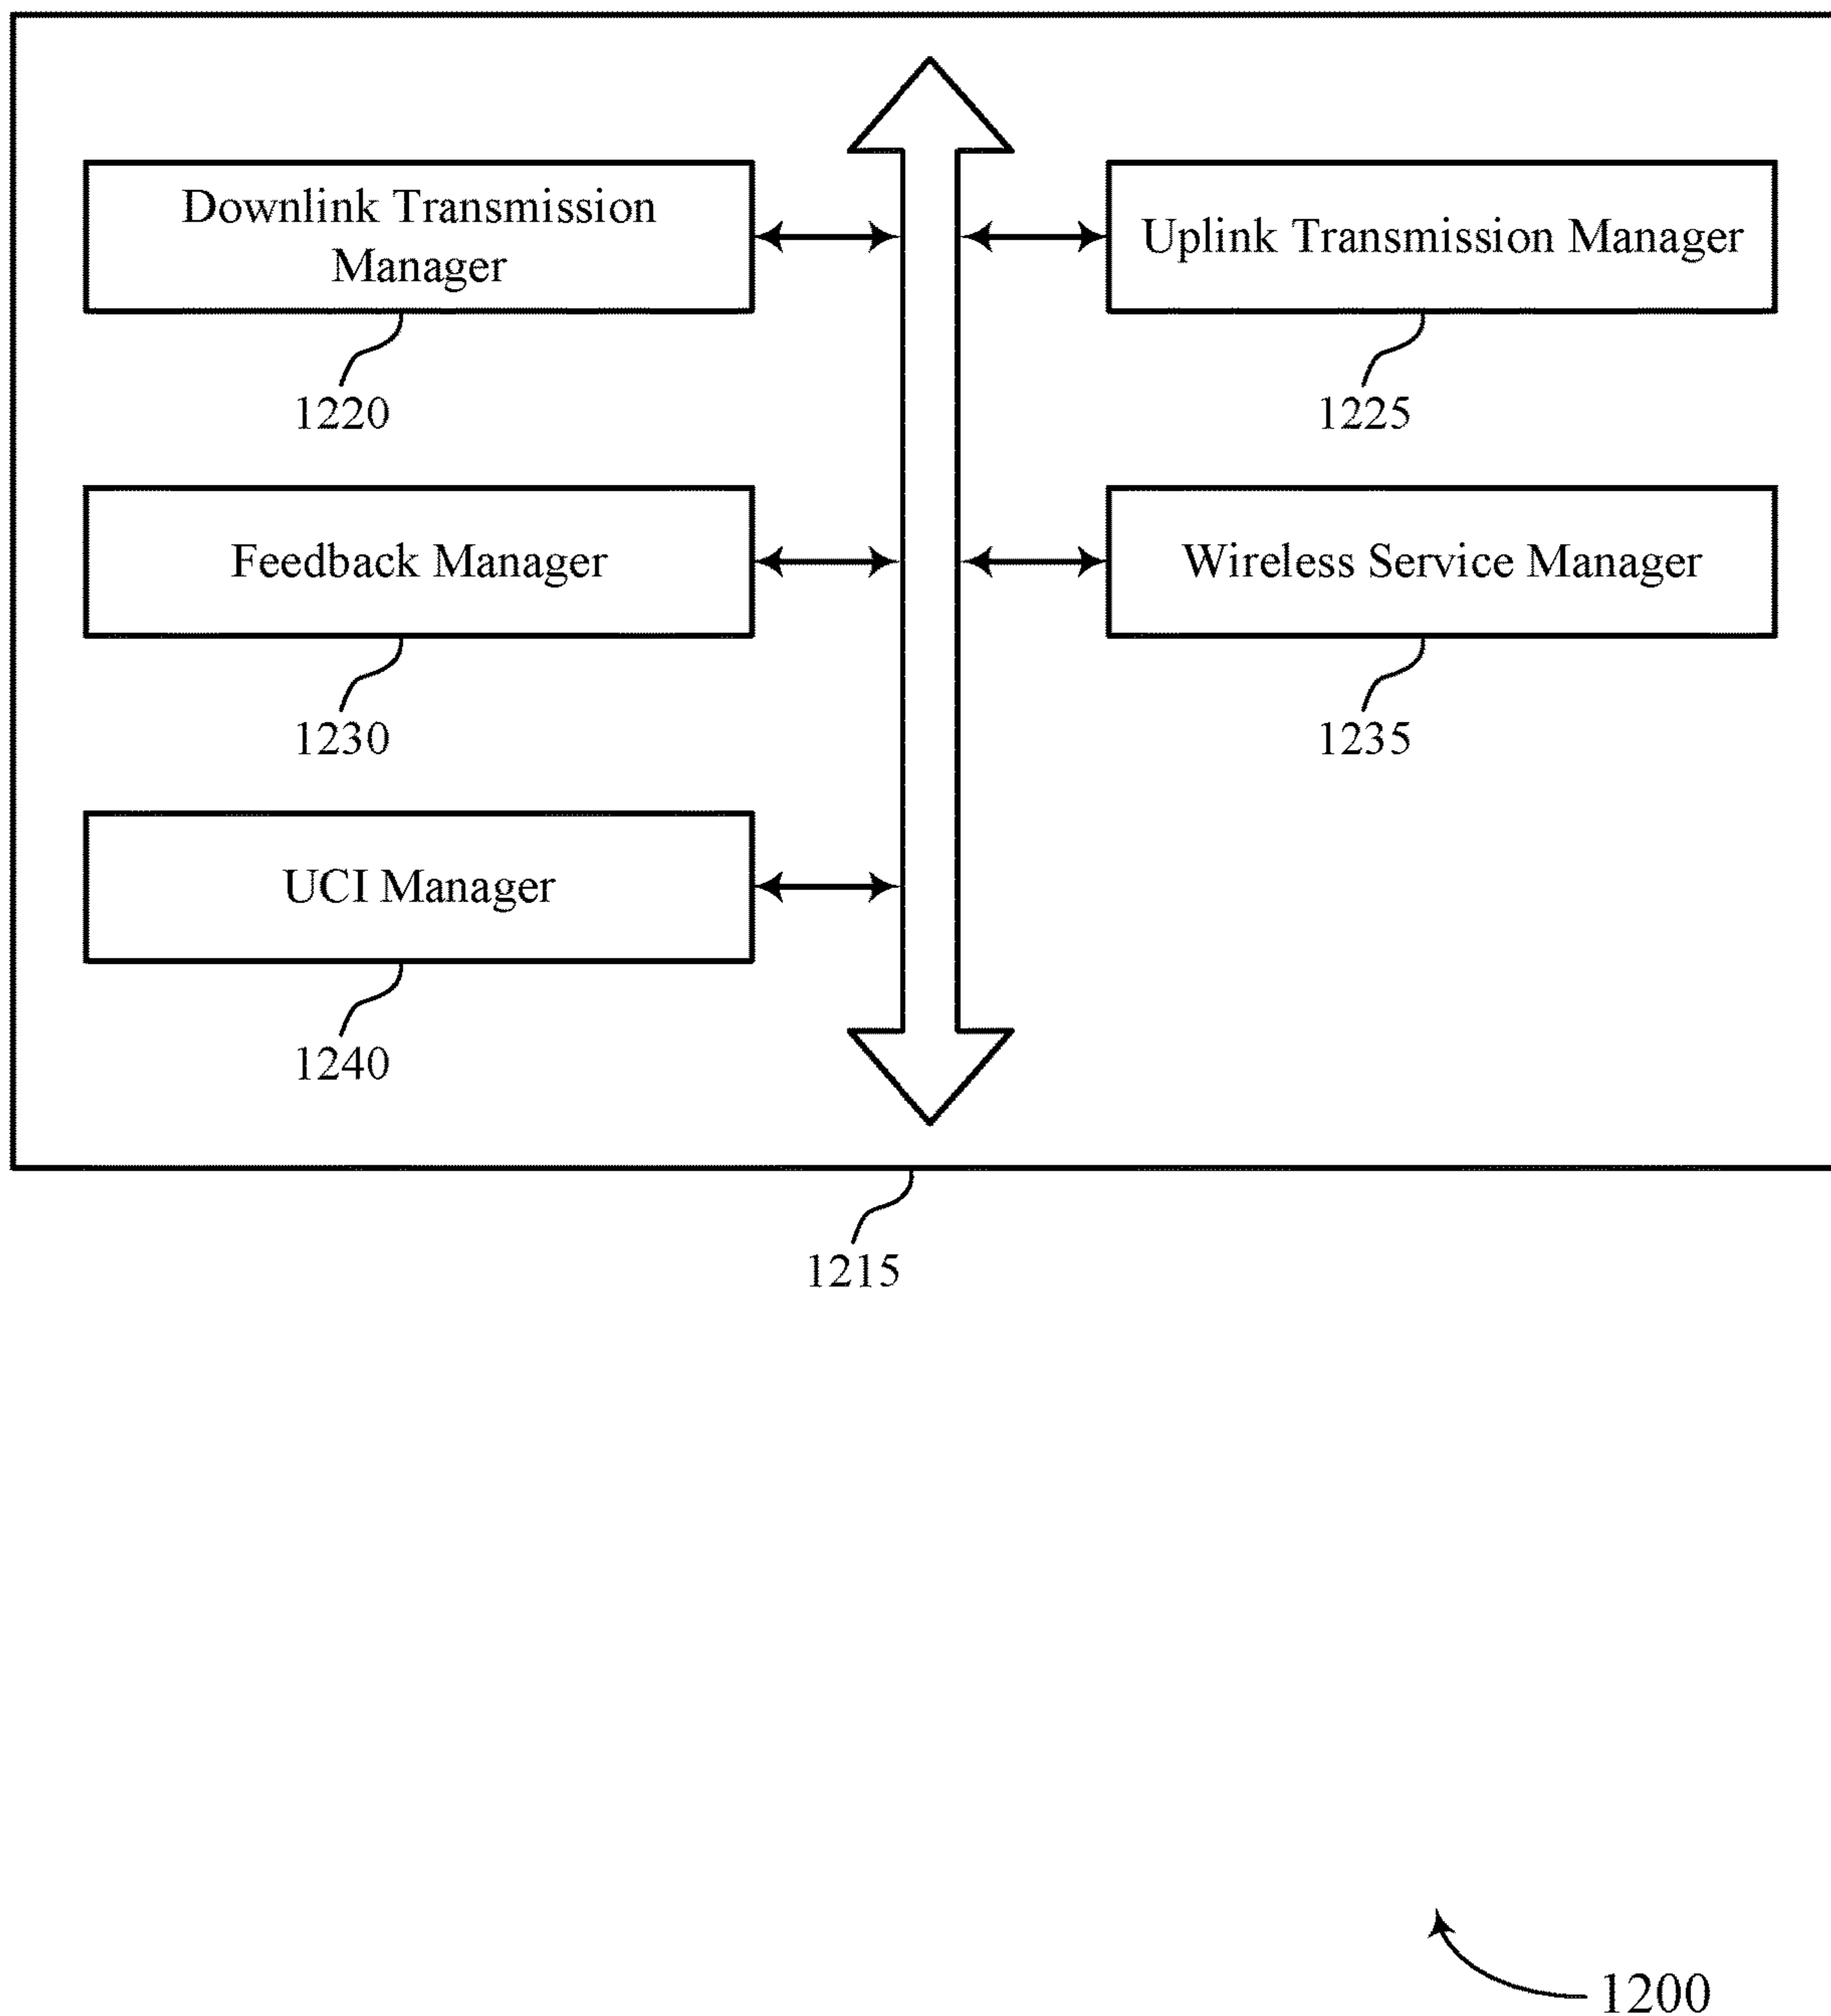 Downlink Transmission
Manager
1220
Uplink Transmission Manager
1225
Feedback Manager
1230
Wireless Service Manager
1235
UCI Manager
1240
1215
1200